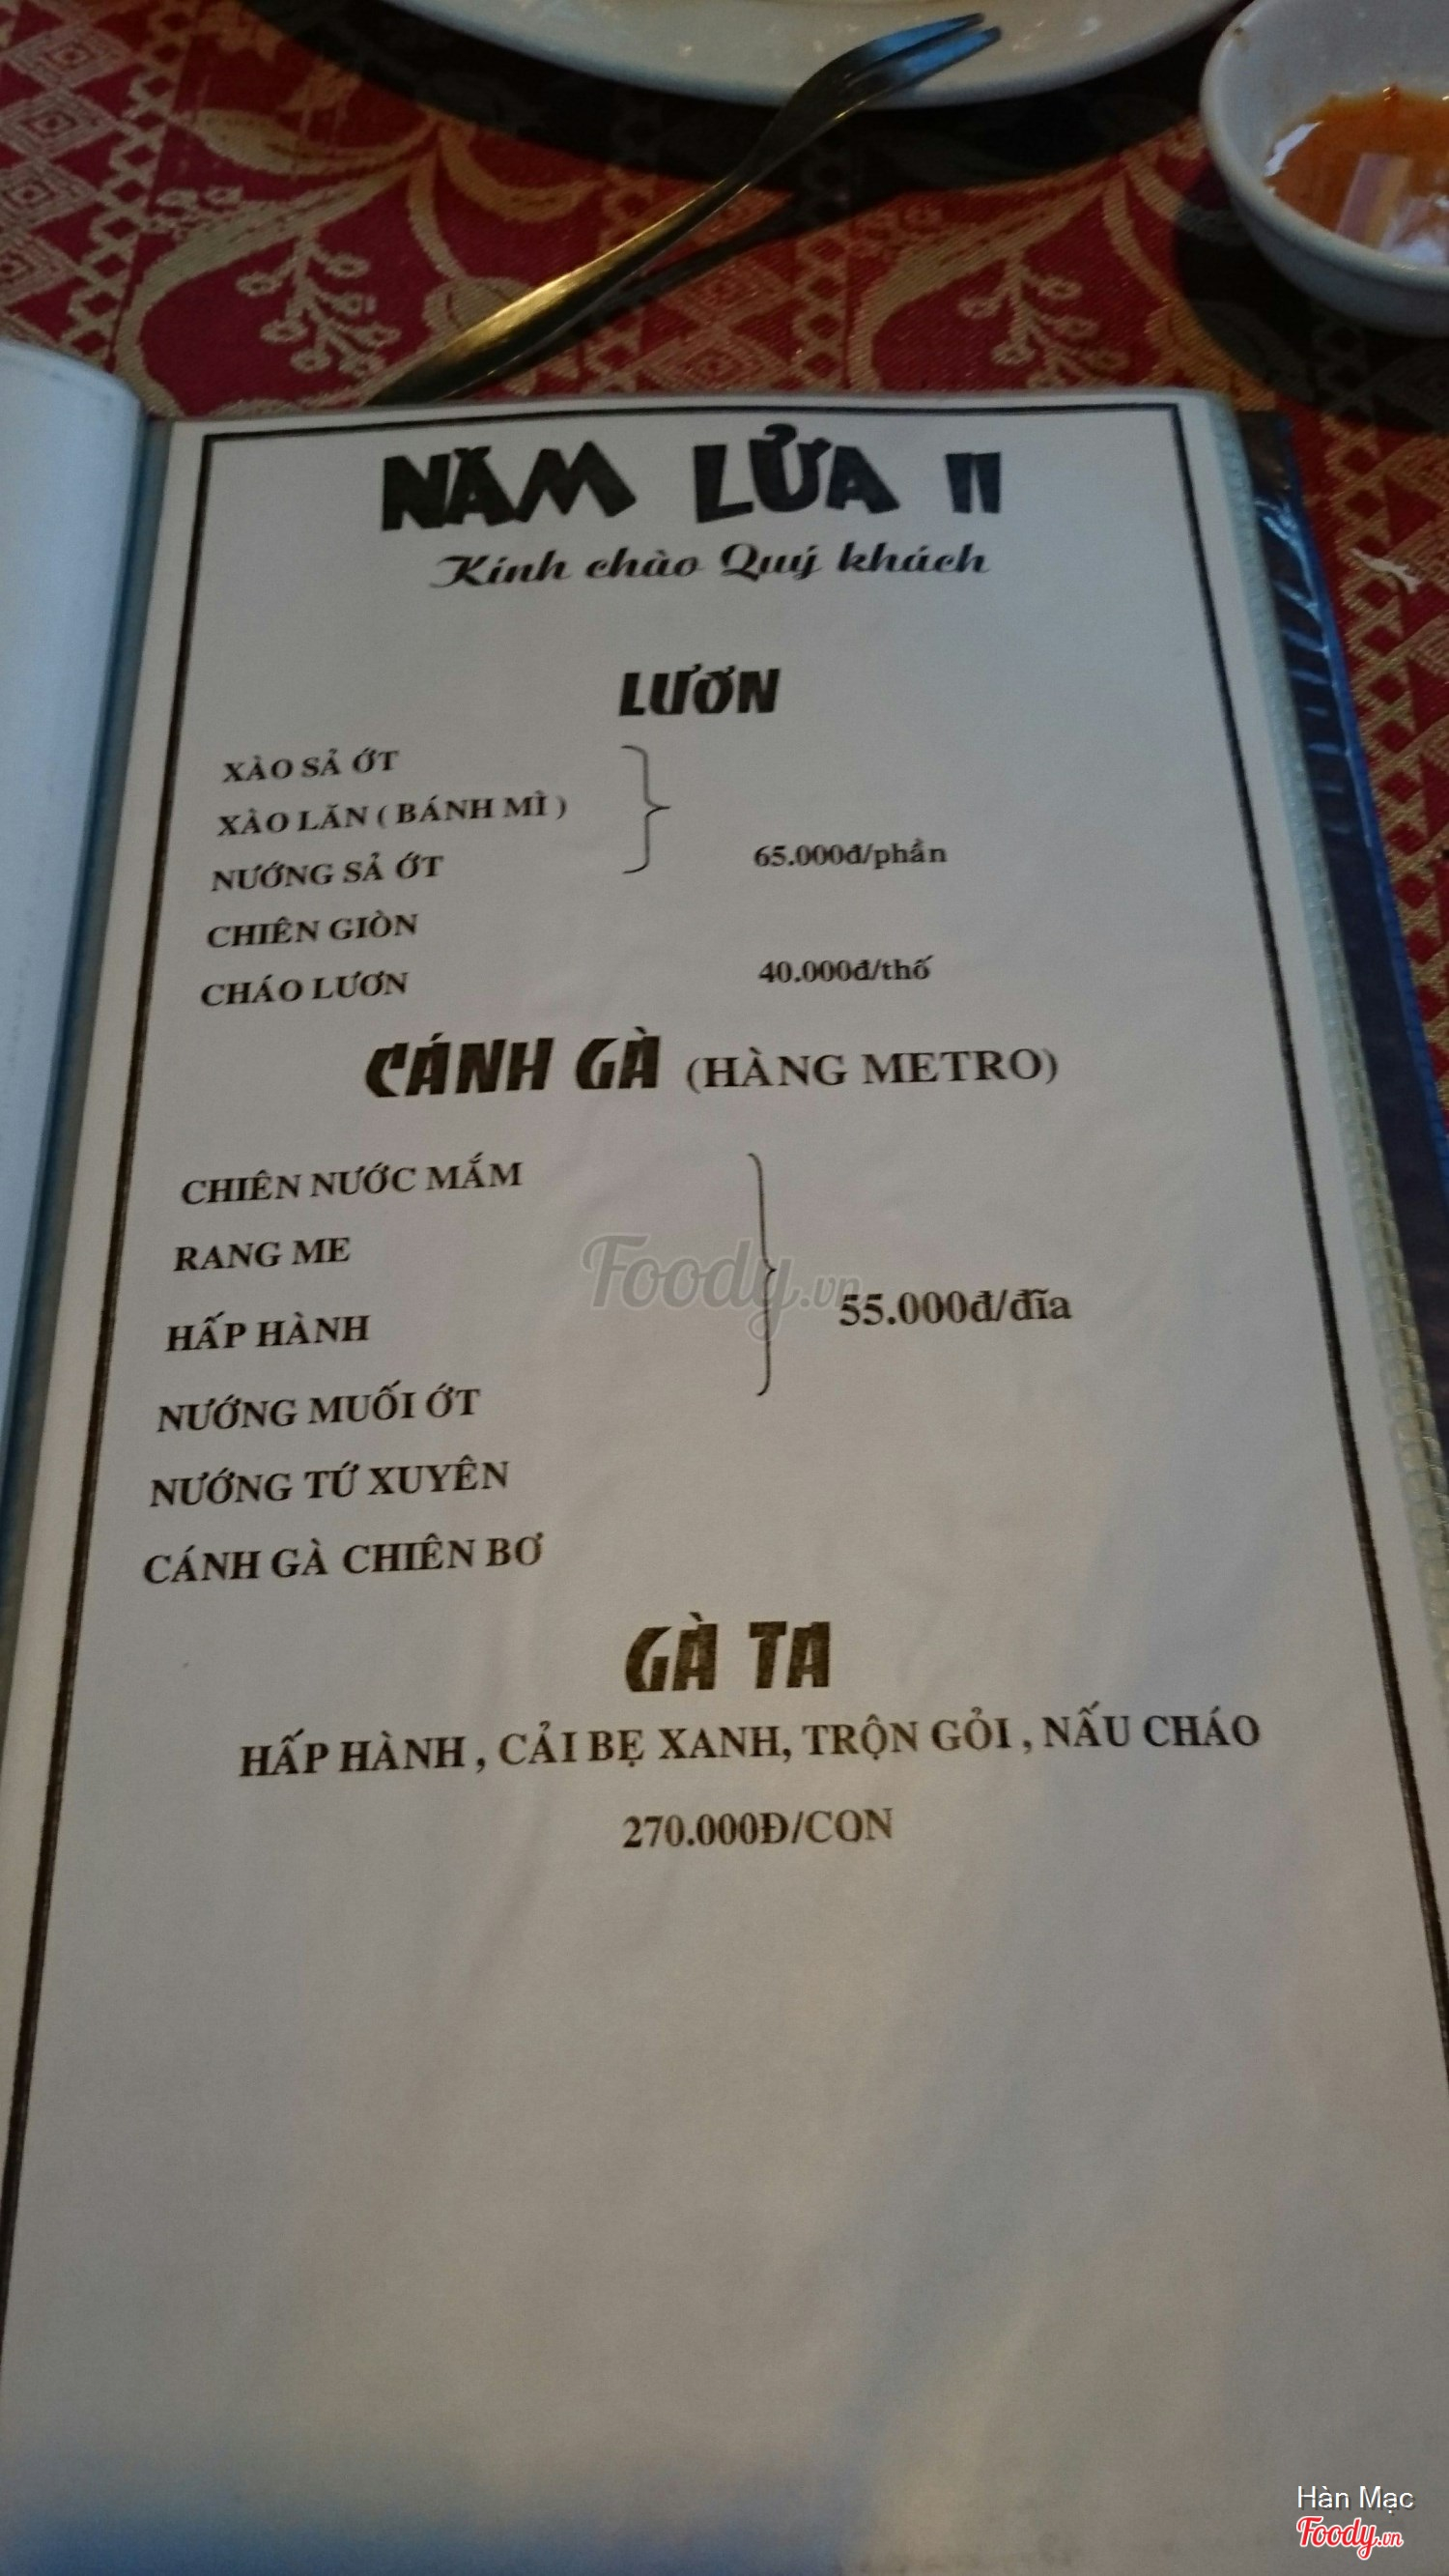 NĂM LỬA II
Kính chào Quý khách
LƯƠN
XÀO SẢ ỚT
XÀO LĂN ( BÁNH MÌ )
NƯỚNG SẢ ỚT
65.000đ/phần
CHIÊN GIÒN
CHÁO LƯƠN 40.000đ/thố
CÁNH GÀ (HÀNG METRO)
CHIÊN NƯỚC MẮM
RANG ME
HẤP HÀNH
55.000đ/đĩa
NƯỚNG MUỐI ỚT
NƯỚNG TỨ XUYÊN
CÁNH GÀ CHIÊN BƠ
GÀ TA
HẤP HÀNH , CẢI BẸ XANH, TRỘN GỎI , NẤU CHÁO
270.000Đ/CON
Foody.vn
Hàn Mạc
Foody.vn